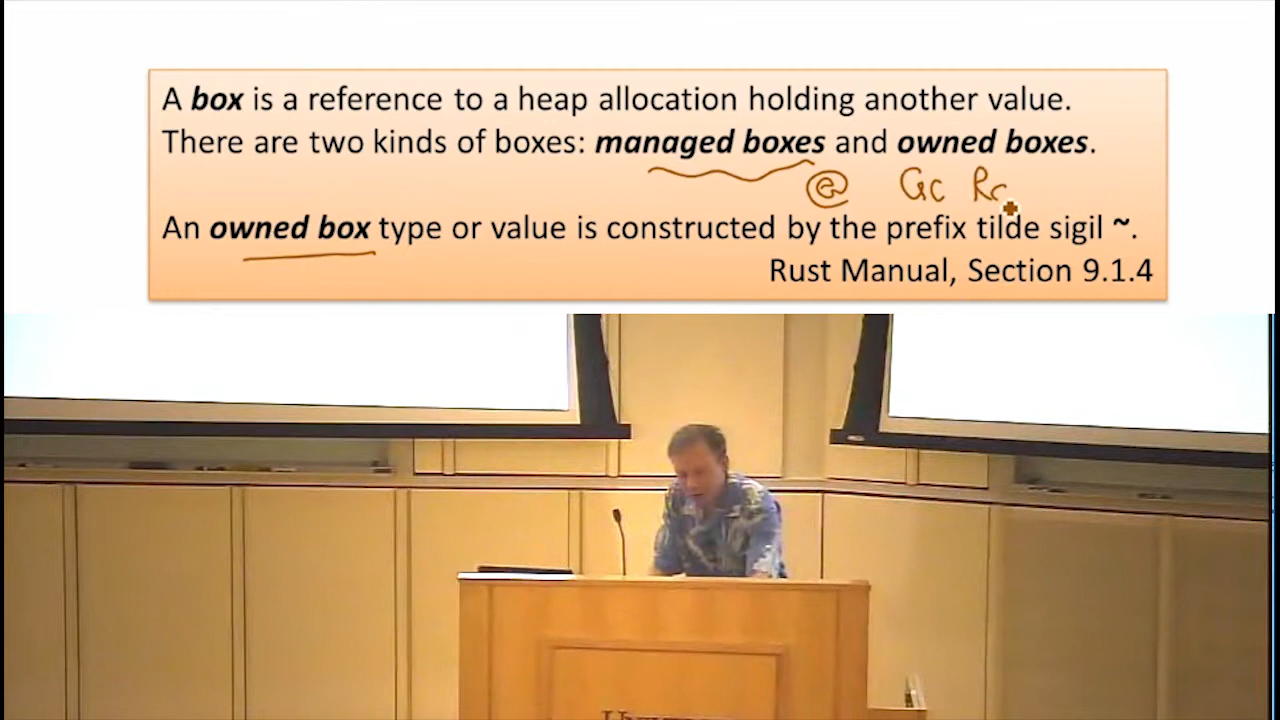 A box is a reference to a heap allocation holding another value.
There are two kinds of boxes: managed boxes and owned boxes.
@ Gc Rc
An owned box type or value is constructed by the prefix tilde sigil ~.
Rust Manual, Section 9.1.4